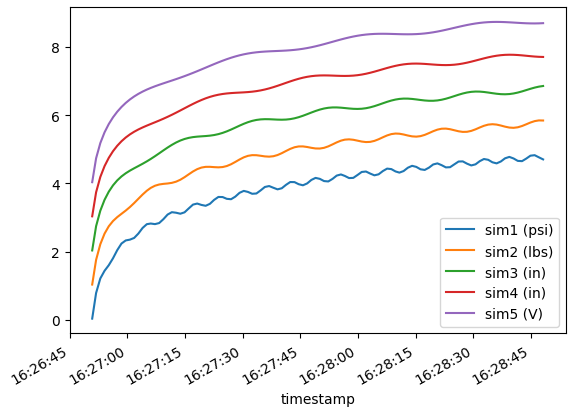 8
6
4
2
0
sim1 (psi)
sim2 (lbs)
sim3 (in)
sim4 (in)
sim5 (V)
16:26:45
16:27:00
16:27:15
16:27:30
16:27:45
16:28:00
16:28:15
16:28:30
16:28:45
timestamp